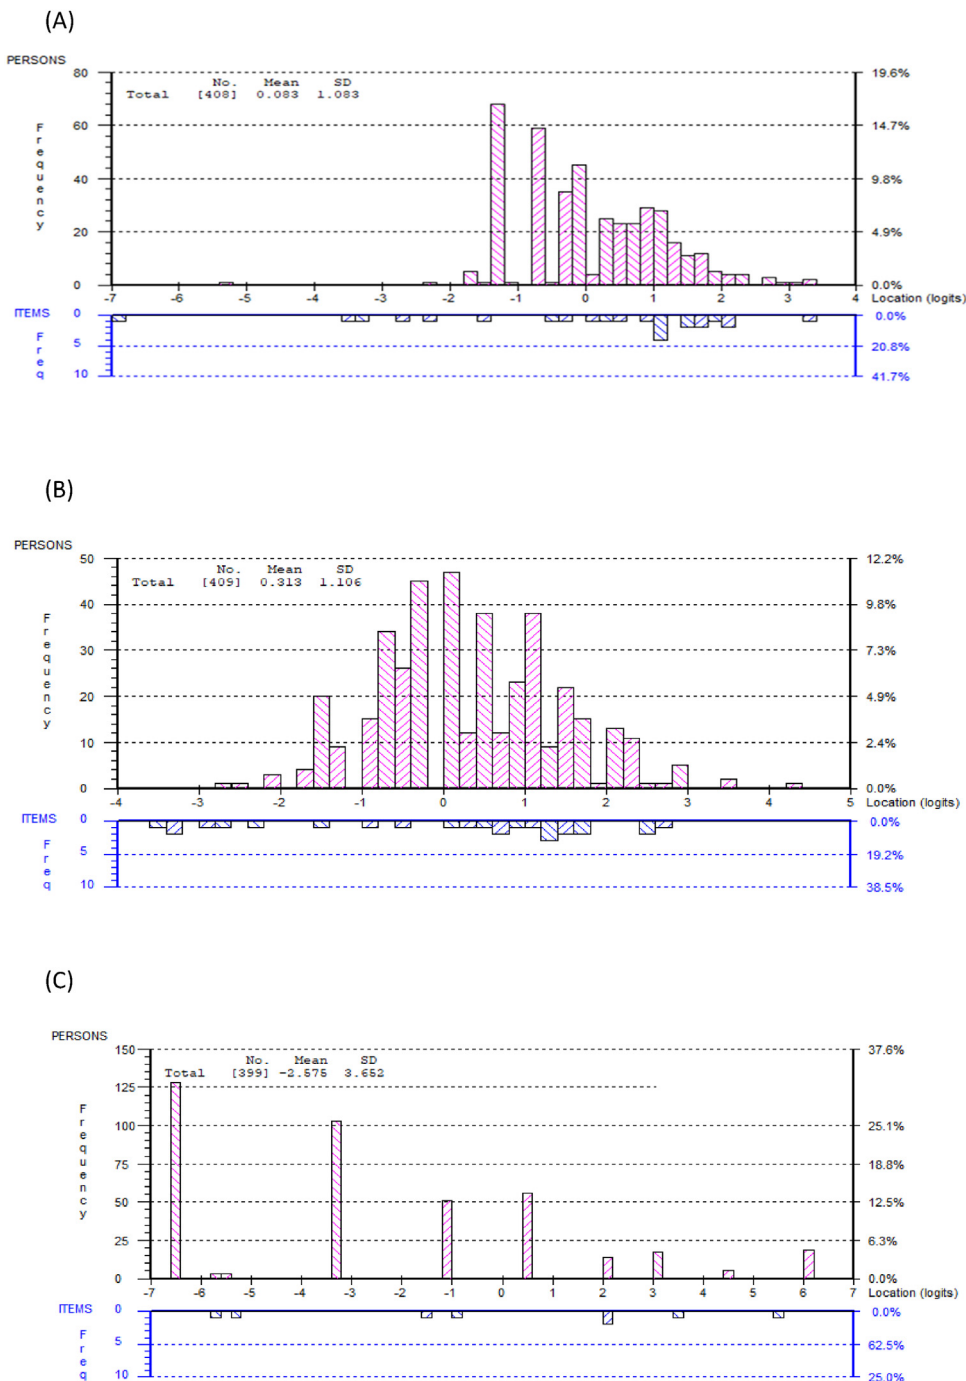 (A)
PERSONS
No. Mean SD
Total [408] 0.083 1.083
80 19.6%
60 14.7%
40 9.8%
20 4.9%
0 0.0%
Frequency
-7 -6 -5 -4 -3 -2 -1 0 1 2 3 4 Location (logits)
ITEMS 0 0.0%
5 20.8%
10 41.7%
Freq
(B)
PERSONS
No. Mean SD
Total [409] 0.313 1.106
50 12.2%
40 9.8%
30 7.3%
20 4.9%
10 2.4%
0 0.0%
Frequency
-4 -3 -2 -1 0 1 2 3 4 5 Location (logits)
ITEMS 0 0.0%
5 19.2%
10 38.5%
Freq
(C)
PERSONS
No. Mean SD
Total [399] -2.575 3.652
150 37.6%
125
100 25.1%
75 18.8%
50 12.5%
25 6.3%
0 0.0%
Frequency
-7 -6 -5 -4 -3 -2 -1 0 1 2 3 4 5 6 7 Location (logits)
ITEMS 0 0.0%
5 62.5%
10 25.0%
Freq